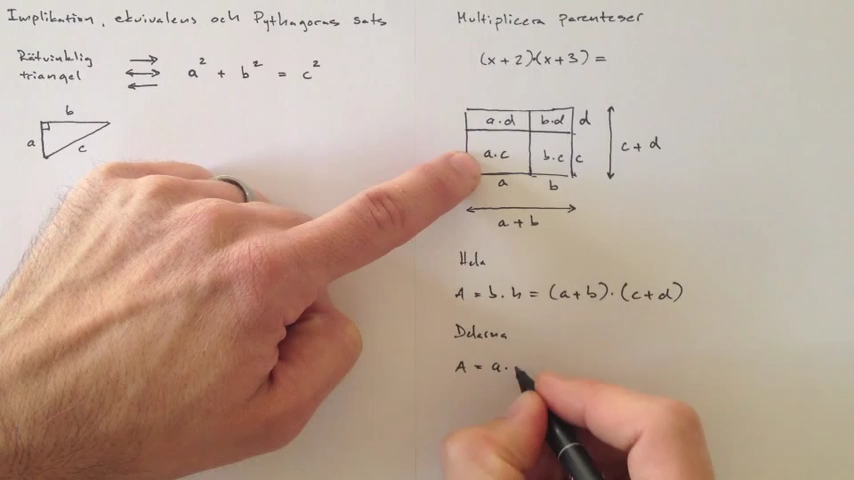 Implikation, ekvivalens och Pythagoras sats
Rätvinklig
triangel
a² + b² = c²
b
a
c
Multiplicera parenteser
(x+2)·(x+3) =
a·d b·d d
a·c b·c c
c+d
a b
a+b
Hela
A = b·h = (a+b)·(c+d)
Delarna
A = a·